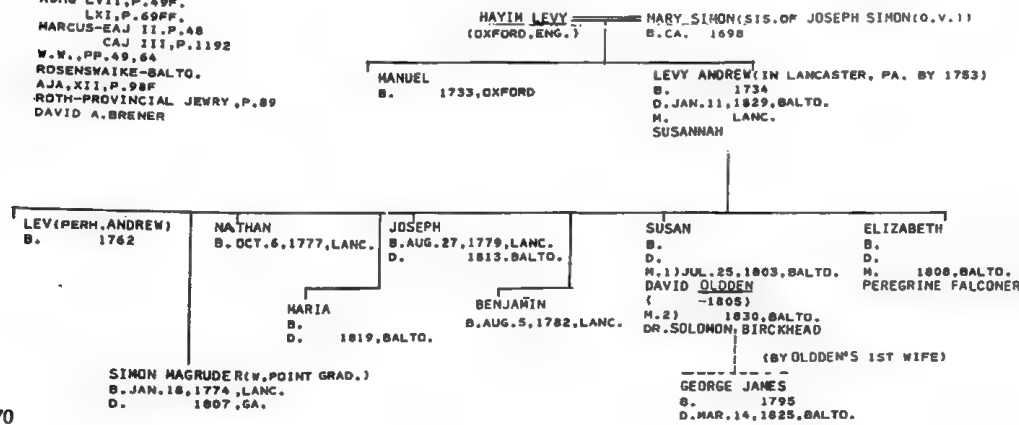 LXI,P.69FF.
MARCUS-EAJ II,P.48
CAJ III,P.1192
W.W.,PP.49,64
ROSENSWAIKE-BALTO.
AJA,XII,P.98F
ROTH-PROVINCIAL JEWRY,P.89
DAVID A.BRENER
HAYIM LEVY
(OXFORD,ENG.)
MARY SIMON(SIS.OF JOSEPH SIMON(O.V.))
B.CA. 1698
MANUEL
B. 1733,OXFORD
LEVY ANDREW(IN LANCASTER, PA. BY 1753)
B. 1734
D.JAN.11,1829,BALTO.
M. LANC.
SUSANNAH
LEV(PERH.ANDREW)
B. 1762
SIMON MAGRUDER(W.POINT GRAD.)
B.JAN.18,1774,LANC.
D. 1807,GA.
NATHAN
B.OCT.6,1777,LANC.
MARIA
B.
D. 1819,BALTO.
JOSEPH
B.AUG.27,1779,LANC.
D. 1813.BALTO.
BENJAMIN
B.AUG.5,1782,LANC.
SUSAN
B.
D.
M.1)JUL.25,1803,BALTO.
DAVID OLDDEN
( -1805)
M.2) 1830,BALTO.
DR.SOLOMON BIRCKHEAD
(BY OLDDEN'S 1ST WIFE)
GEORGE JAMES
B. 1795
D.MAR.14,1825,BALTO.
ELIZABETH
B.
D.
M. 1808,BALTO.
PEREGRINE FALCONER
70